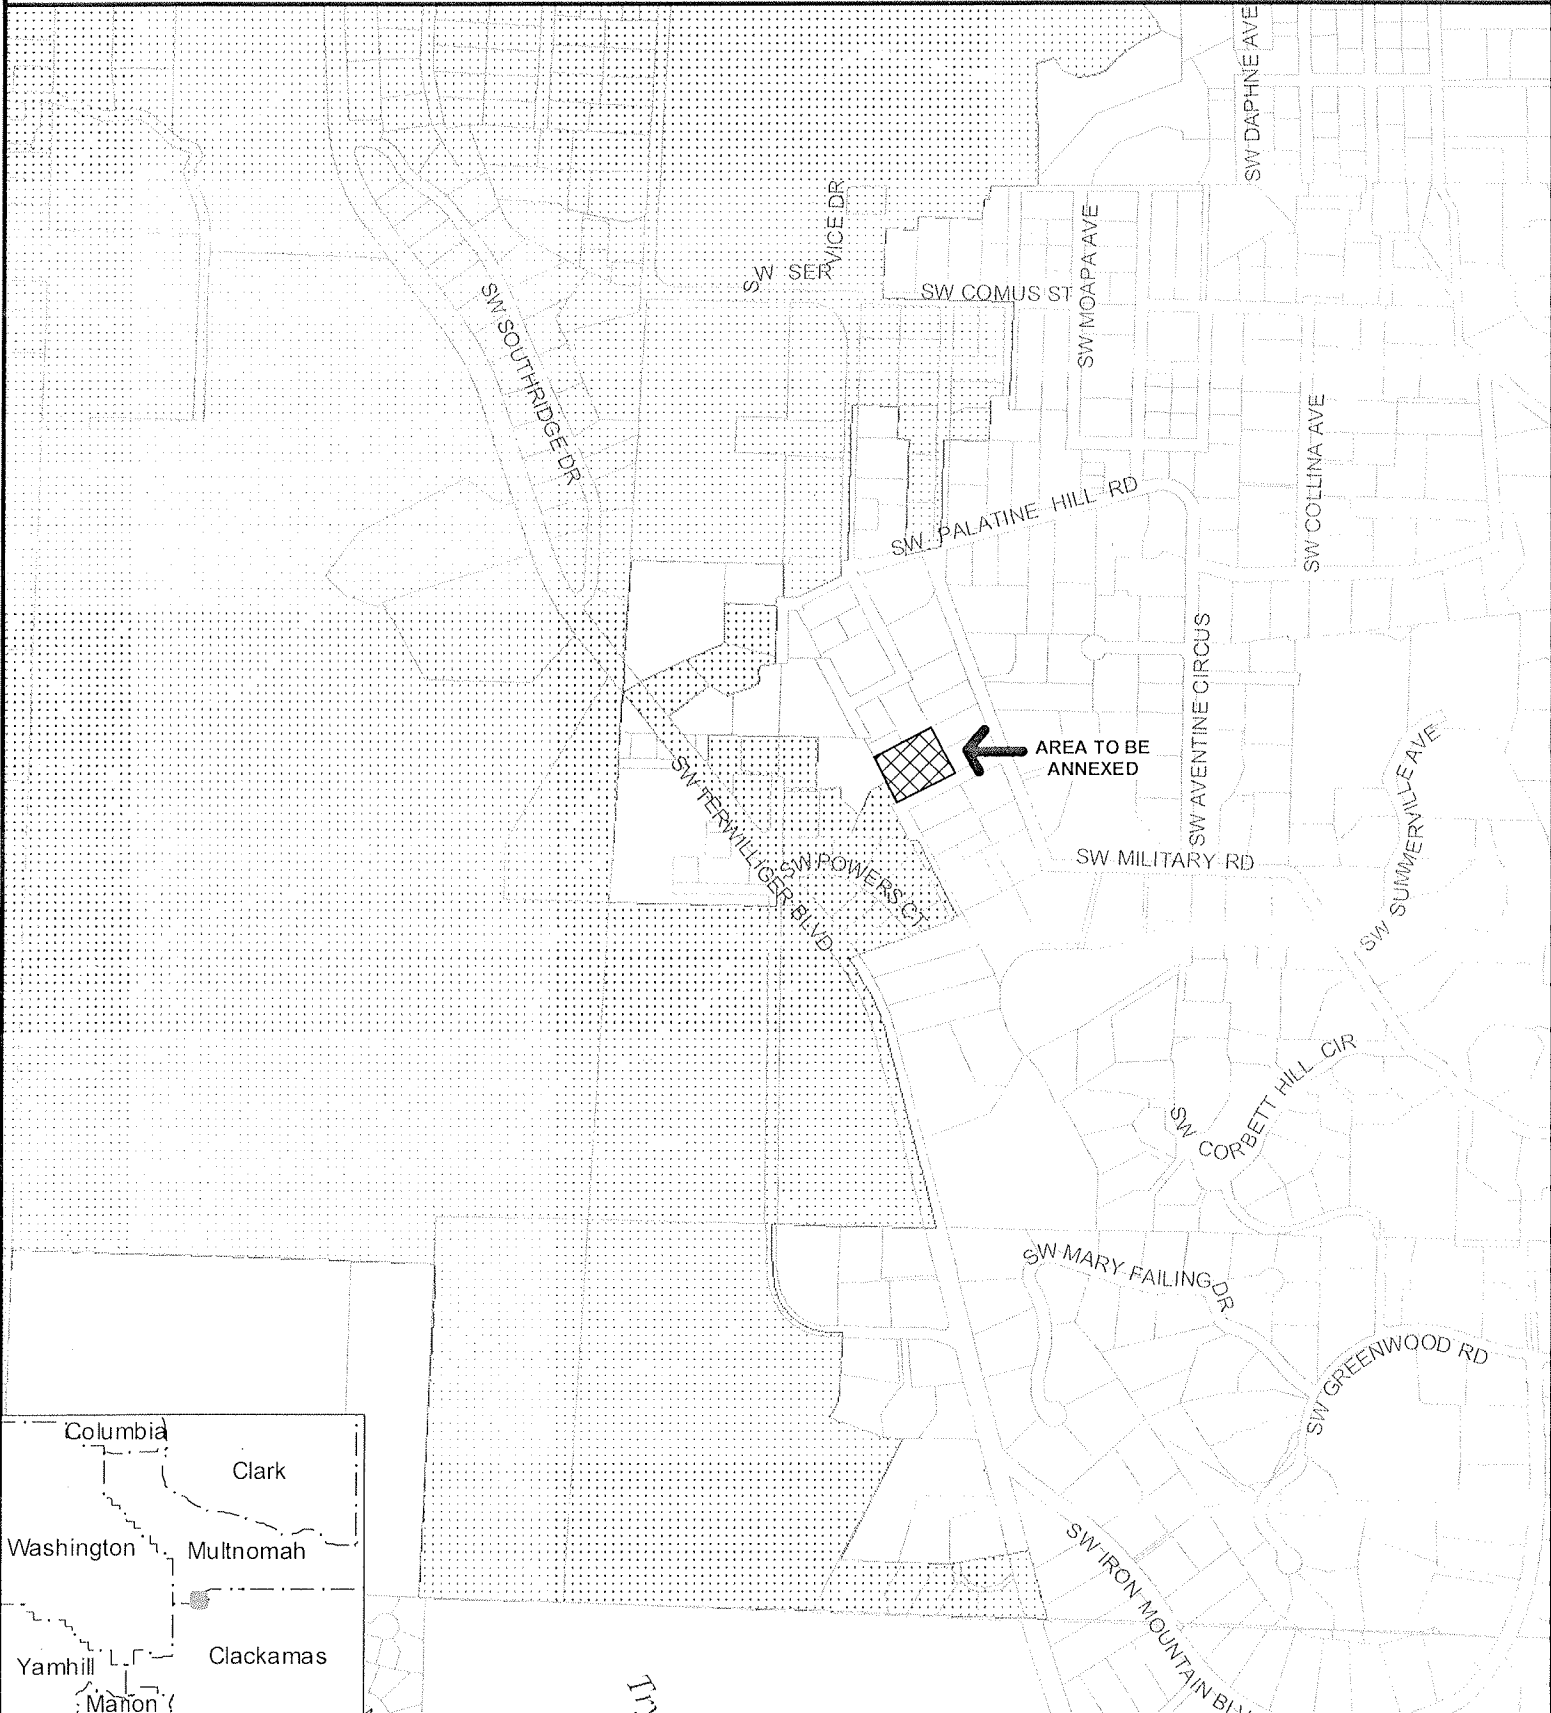 SW DAPHNE AVE
SW SERVICE DR
SW COMUS ST
SW MOAPA AVE
SW SOUTHRIDGE DR
SW COLLINA AVE
SW PALATINE HILL RD
SW AVENTINE CIRCUS
AREA TO BE
ANNEXED
SW TERWILLIGER BLVD
SW POWERS CT
SW MILITARY RD
SW SUMMERVILLE AVE
SW CORBETT HILL CIR
SW MARY FAILING DR
SW GREENWOOD RD
SW IRON MOUNTAIN
Columbia
Clark
Washington
Multnomah
Yamhill
Clackamas
Marion